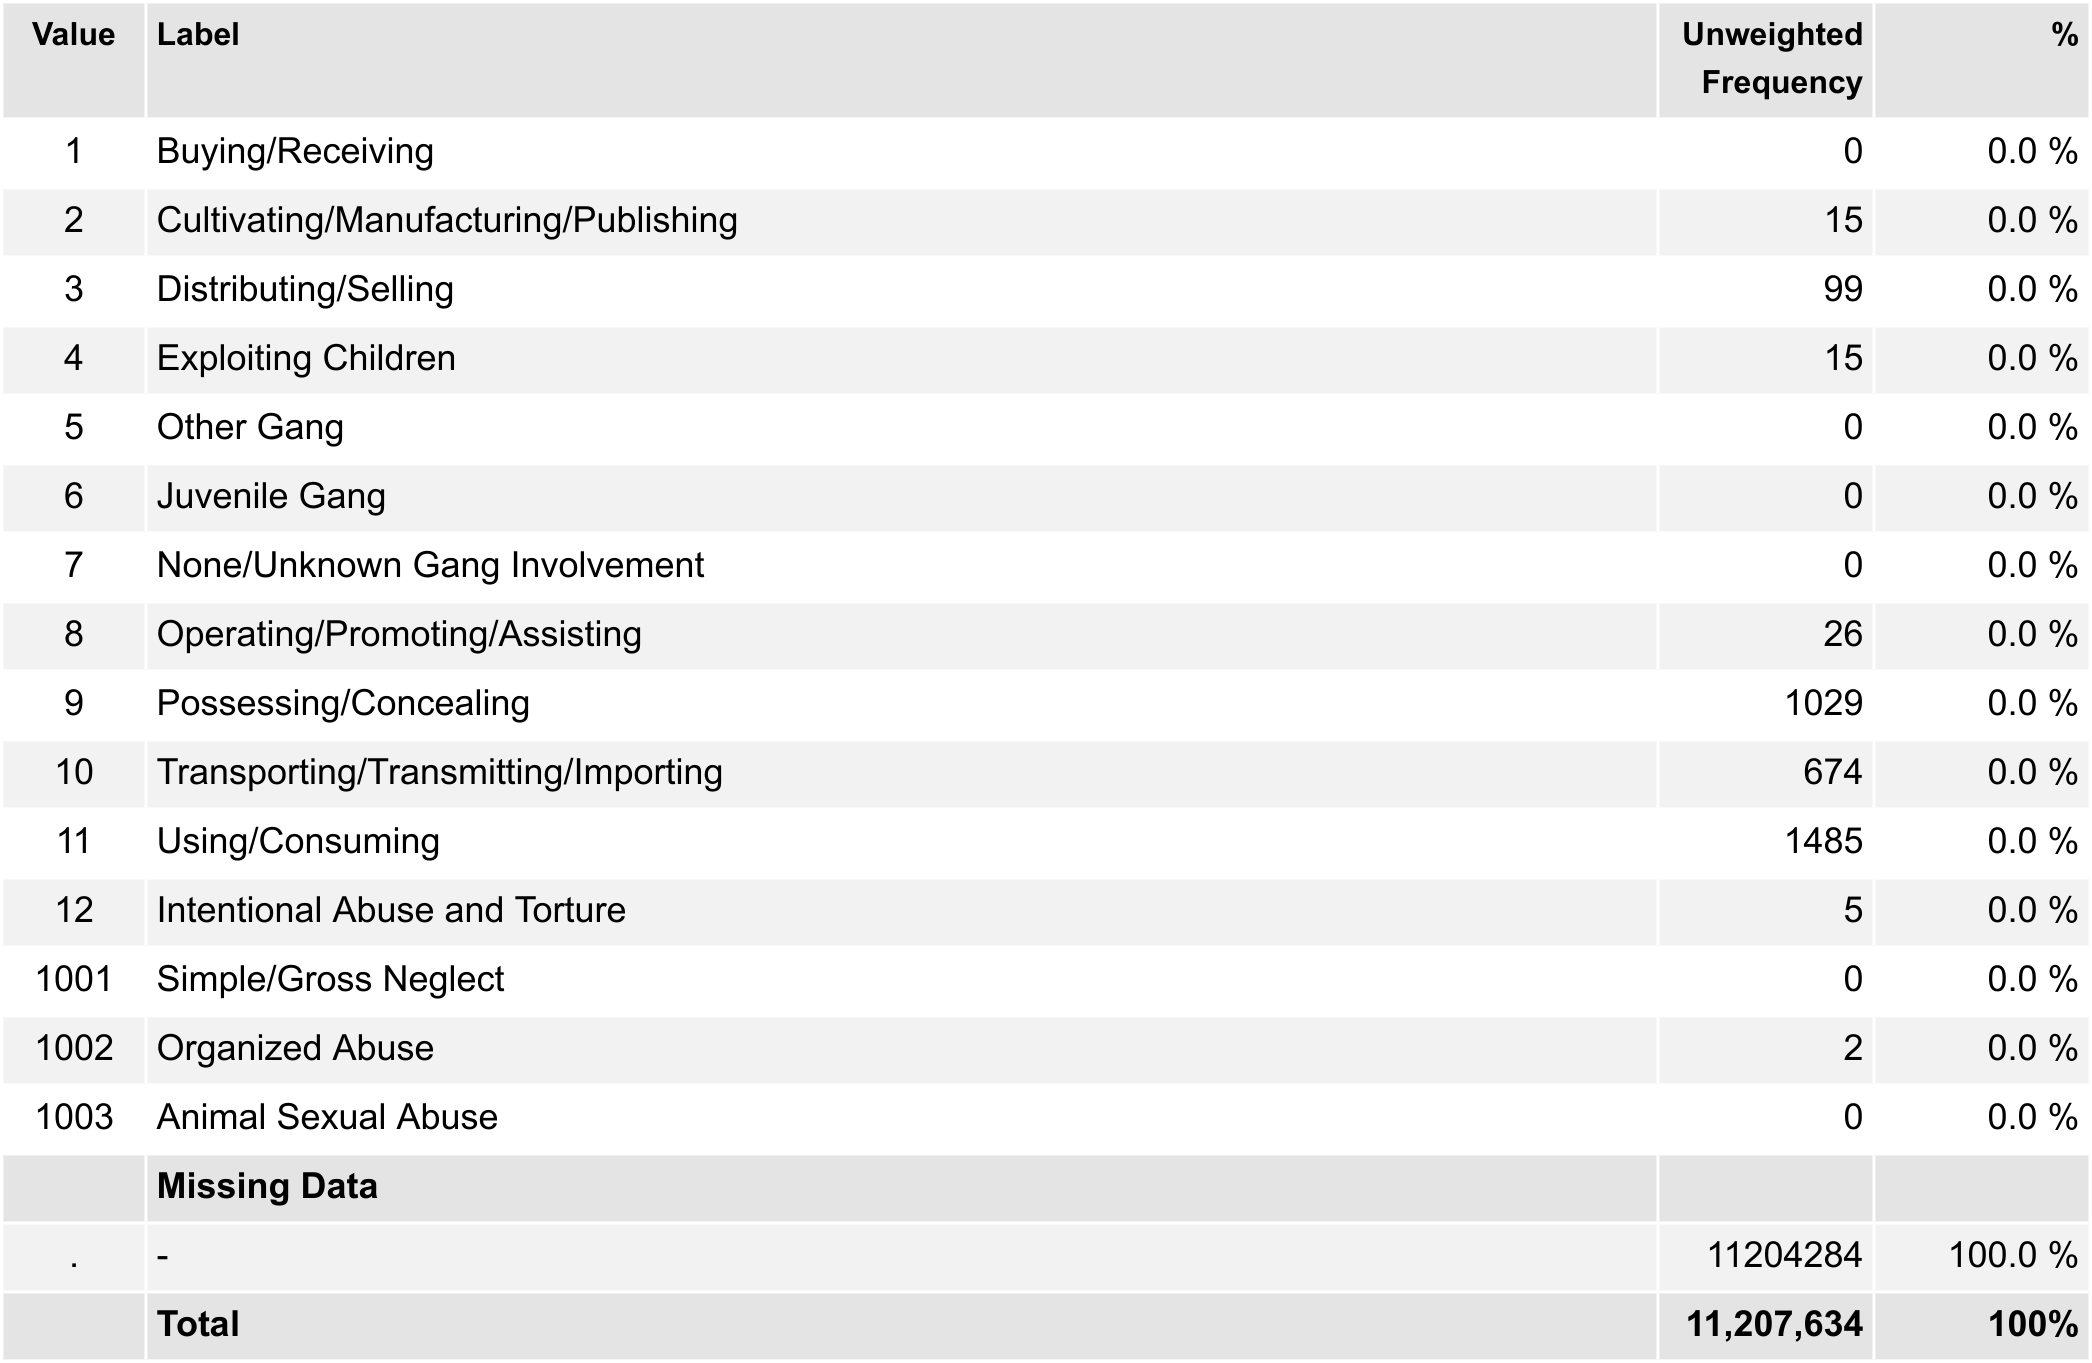 Value Label Unweighted Frequency %
1 Buying/Receiving 0 0.0 %
2 Cultivating/Manufacturing/Publishing 15 0.0 %
3 Distributing/Selling 99 0.0 %
4 Exploiting Children 15 0.0 %
5 Other Gang 0 0.0 %
6 Juvenile Gang 0 0.0 %
7 None/Unknown Gang Involvement 0 0.0 %
8 Operating/Promoting/Assisting 26 0.0 %
9 Possessing/Concealing 1029 0.0 %
10 Transporting/Transmitting/Importing 674 0.0 %
11 Using/Consuming 1485 0.0 %
12 Intentional Abuse and Torture 5 0.0 %
1001 Simple/Gross Neglect 0 0.0 %
1002 Organized Abuse 2 0.0 %
1003 Animal Sexual Abuse 0 0.0 %
Missing Data
. - 11204284 100.0 %
Total 11,207,634 100%